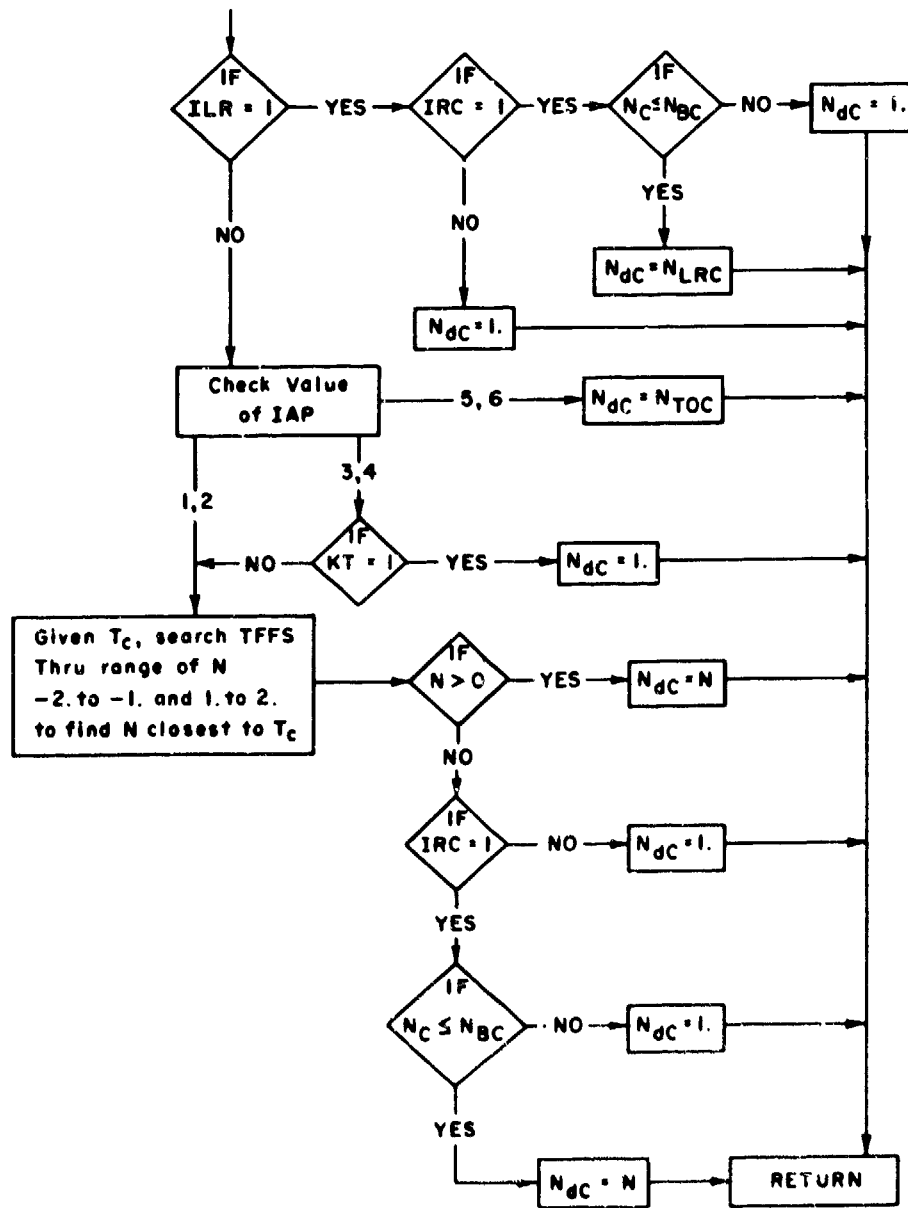 IF
ILR = 1
YES
IF
IRC = 1
YES
IF
N_C ≤ N_BC
NO
N_dC = 1.
NO
NO
YES
N_dC = N_LRC
N_dC = 1.
Check Value
of IAP
5, 6
N_dC = N_TOC
1, 2
3, 4
IF
KT = 1
NO
YES
N_dC = 1.
Given T_C, search TFFS
Thru range of N
-2. to -1. and 1. to 2.
to find N closest to T_C
IF
N > 0
YES
N_dC = N
NO
IF
IRC = 1
NO
N_dC = 1.
YES
IF
N_C ≤ N_BC
NO
N_dC = 1.
YES
N_dC = N
RETURN